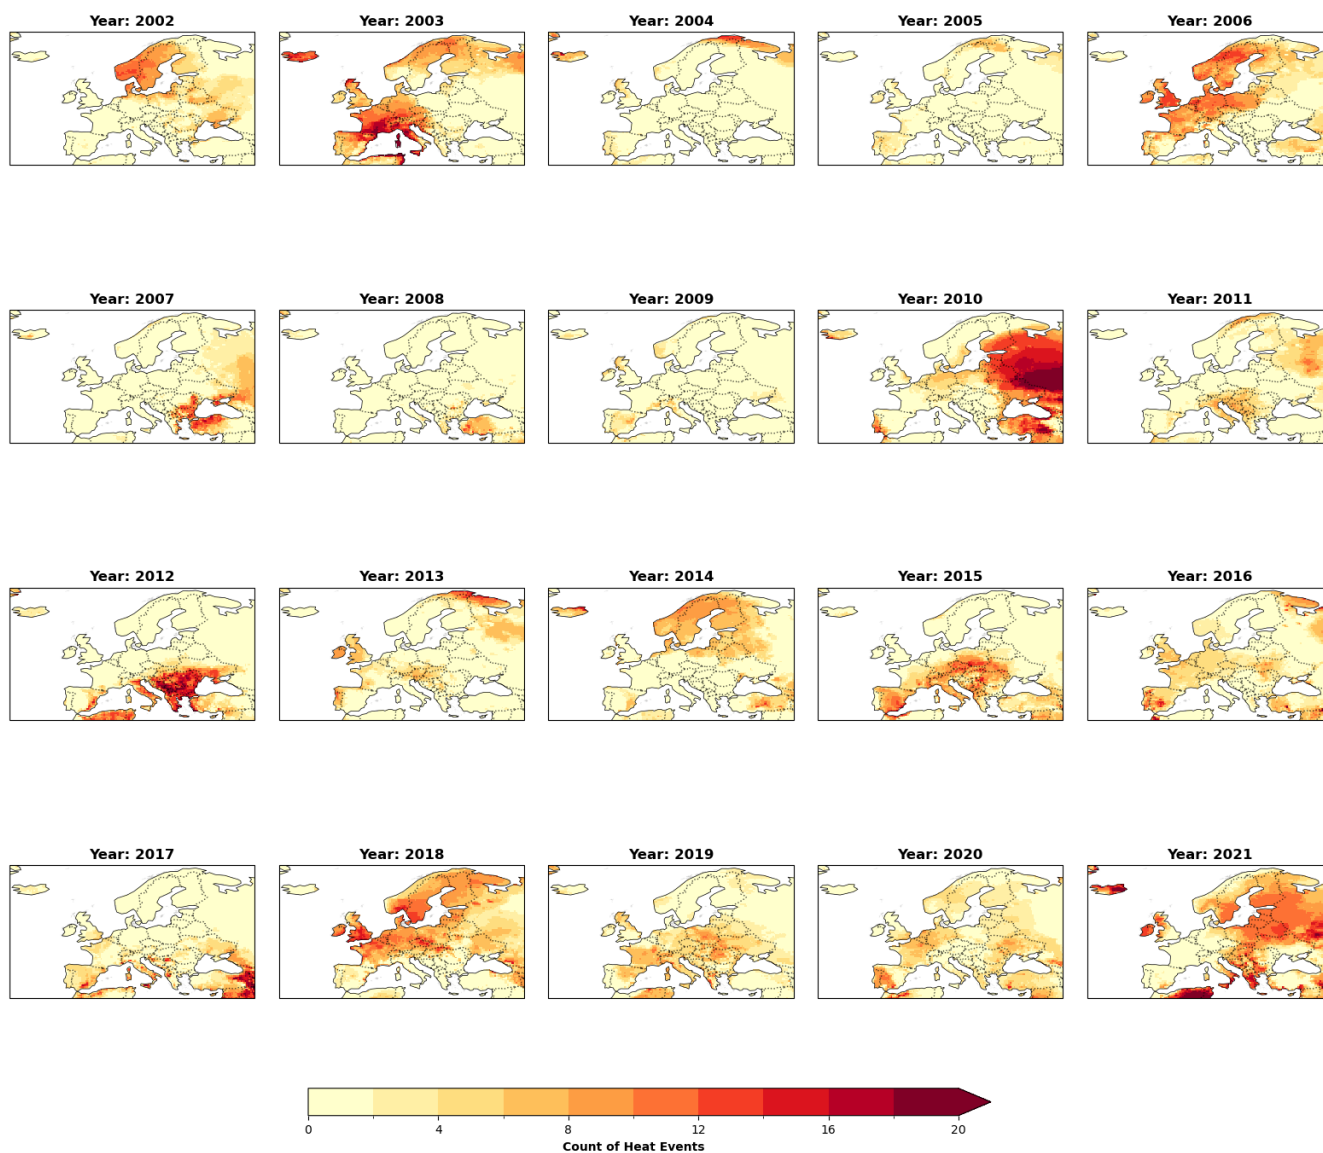 Year: 2002 Year: 2003 Year: 2004 Year: 2005 Year: 2006
Year: 2007 Year: 2008 Year: 2009 Year: 2010 Year: 2011
Year: 2012 Year: 2013 Year: 2014 Year: 2015 Year: 2016
Year: 2017 Year: 2018 Year: 2019 Year: 2020 Year: 2021
0 4 8 12 16 20
Count of Heat Events